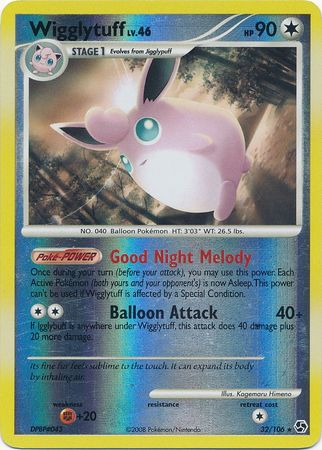 Wigglytuff LV.46 HP 90
STAGE 1 Evolves from Jigglypuff
NO. 040 Balloon Pokémon HT: 3'03" WT: 26.5 lbs.
Poké-POWER Good Night Melody
Once during your turn (before your attack), you may use this power. Each
Active Pokémon (both yours and your opponent's) is now Asleep. This power
can't be used if Wigglytuff is affected by a Special Condition.
Balloon Attack 40+
If Igglybuff is anywhere under Wigglytuff, this attack does 40 damage plus
20 more damage.
Its fine fur feels sublime to the touch. It can expand its body
by inhaling air.
Illus. Kagemaru Himeno
weakness resistance retreat cost
+20
DPBP#043 ©2008 Pokémon/Nintendo 32/106 ★